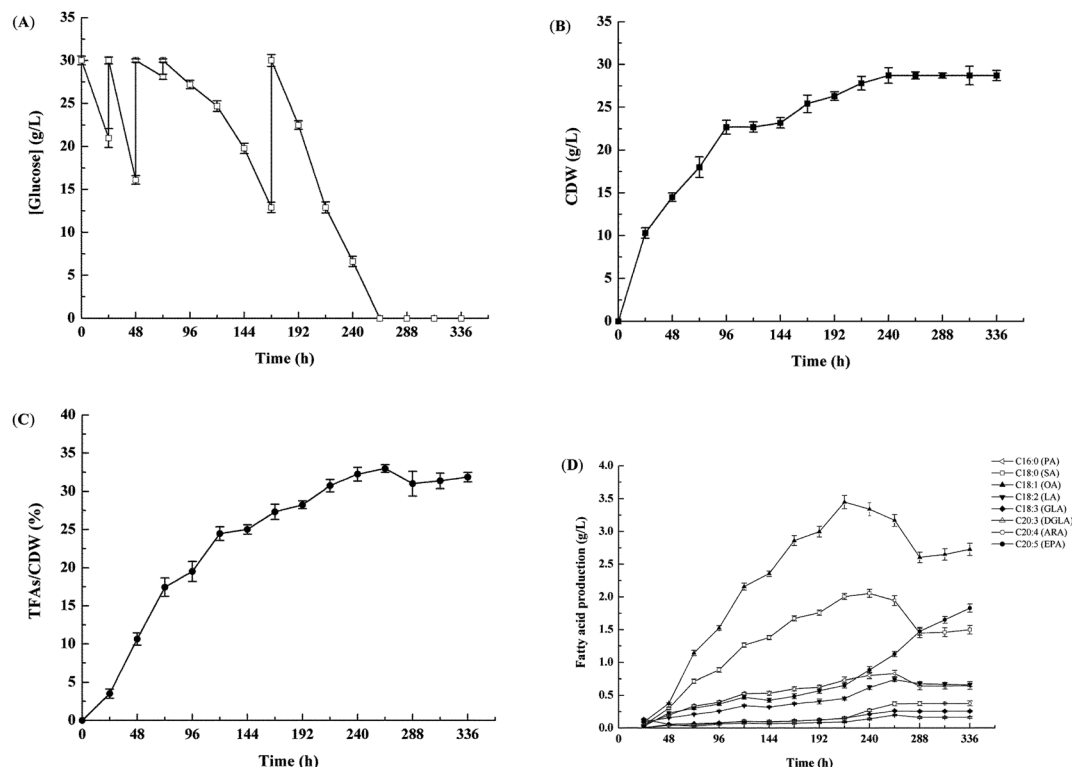 (A)
[Glucose] (g/L)
35
30
25
20
15
10
5
0
0 48 96 144 192 240 288 336
Time (h)
(B)
CDW (g/L)
35
30
25
20
15
10
5
0
0 48 96 144 192 240 288 336
Time (h)
(C)
TFAs/CDW (%)
40
35
30
25
20
15
10
5
0
0 48 96 144 192 240 288 336
Time (h)
(D)
Fatty acid production (g/L)
4.0
3.5
3.0
2.5
2.0
1.5
1.0
0.5
0.0
0 48 96 144 192 240 288 336
Time (h)
C16:0 (PA)
C18:0 (SA)
C18:1 (OA)
C18:2 (LA)
C18:3 (GLA)
C20:3 (DGLA)
C20:4 (ARA)
C20:5 (EPA)